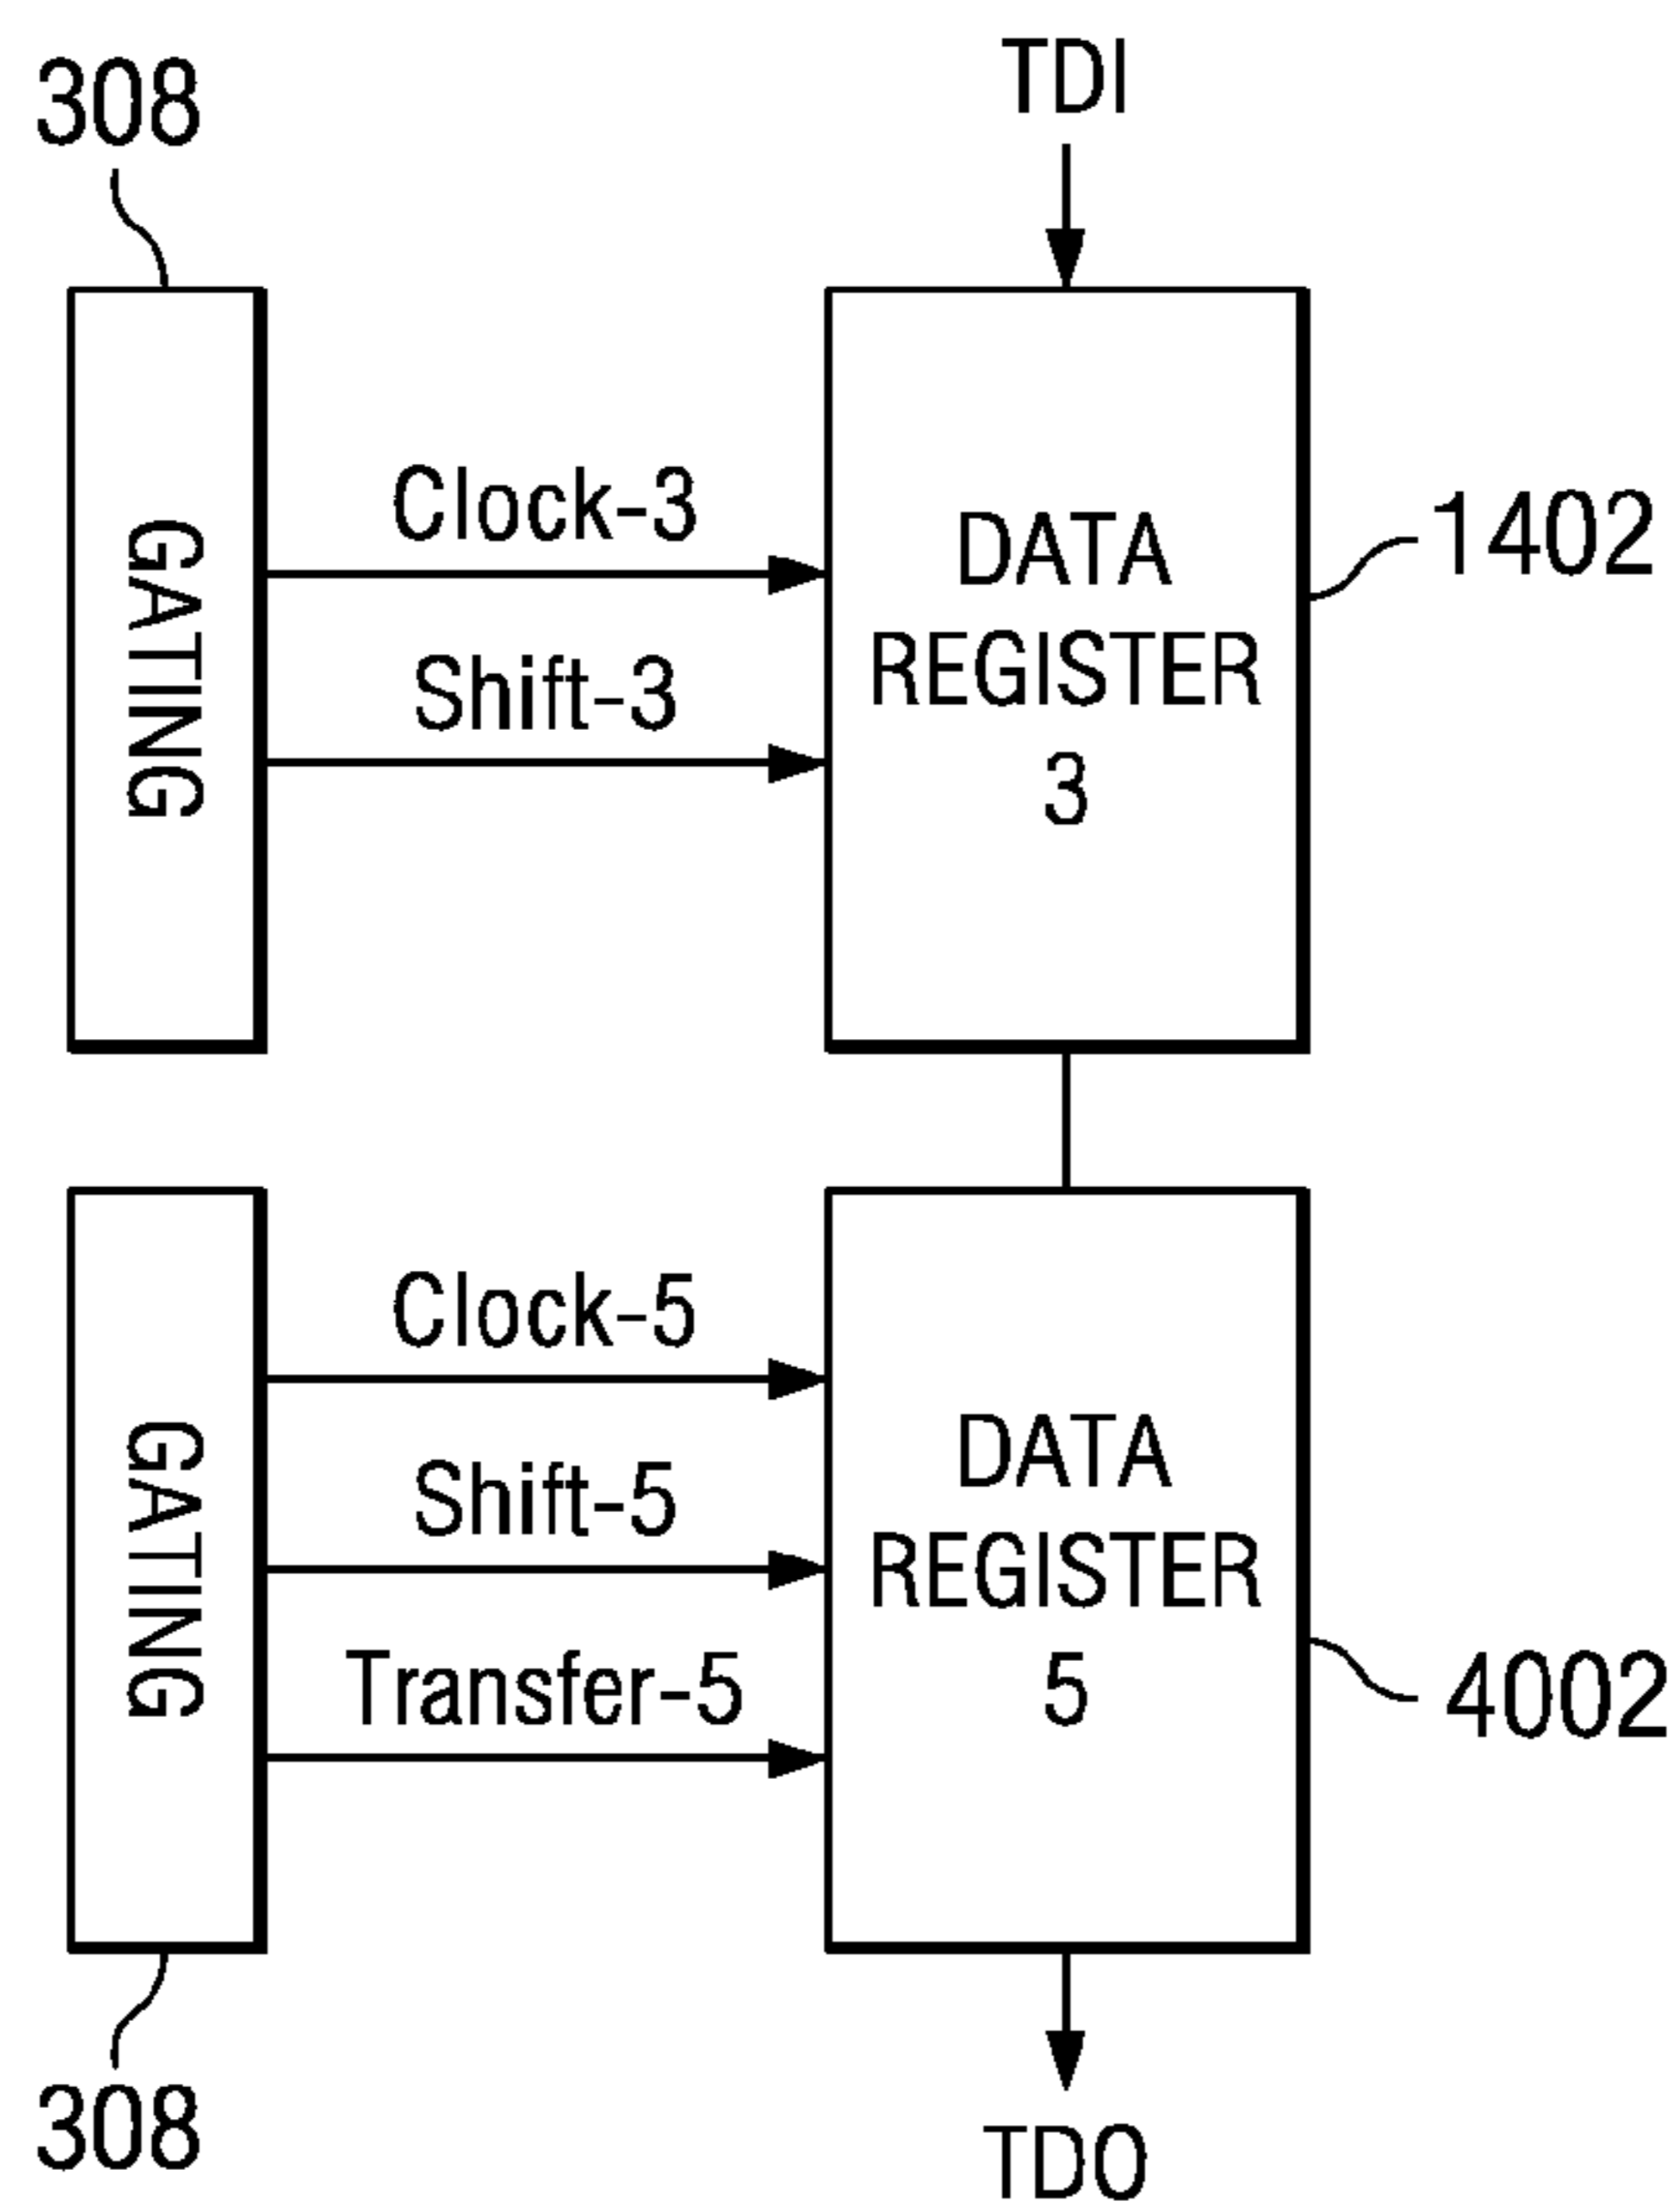 308
TDI
GATING
Clock-3
Shift-3
DATA
REGISTER
3
1402
GATING
Clock-5
Shift-5
Transfer-5
DATA
REGISTER
5
4002
308
TDO